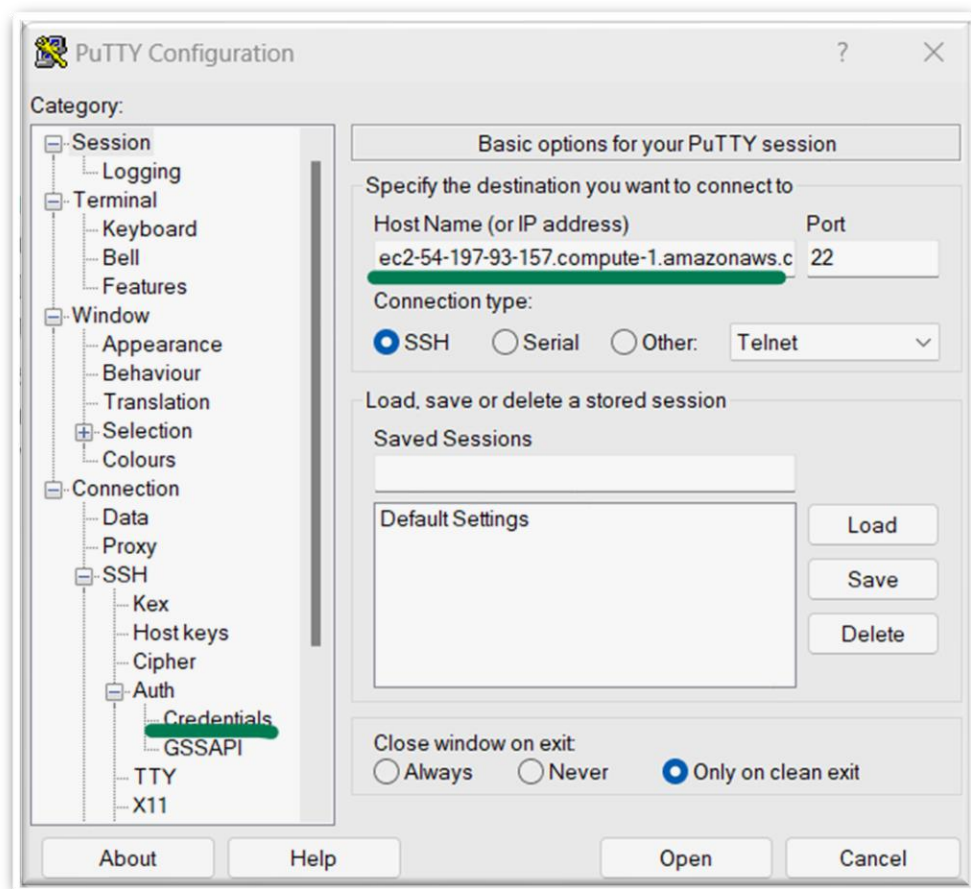 PuTTY Configuration
?
Category:
Session
Logging
Terminal
Keyboard
Bell
Features
Window
Appearance
Behaviour
Translation
Selection
Colours
Connection
Data
Proxy
SSH
Kex
Host keys
Cipher
Auth
Credentials
GSSAPI
TTY
X11
Basic options for your PuTTY session
Specify the destination you want to connect to
Host Name (or IP address) Port
ec2-54-197-93-157.compute-1.amazonaws.c 22
Connection type:
SSH Serial Other: Telnet
Load, save or delete a stored session
Saved Sessions
Default Settings
Load
Save
Delete
Close window on exit:
Always Never Only on clean exit
About Help Open Cancel